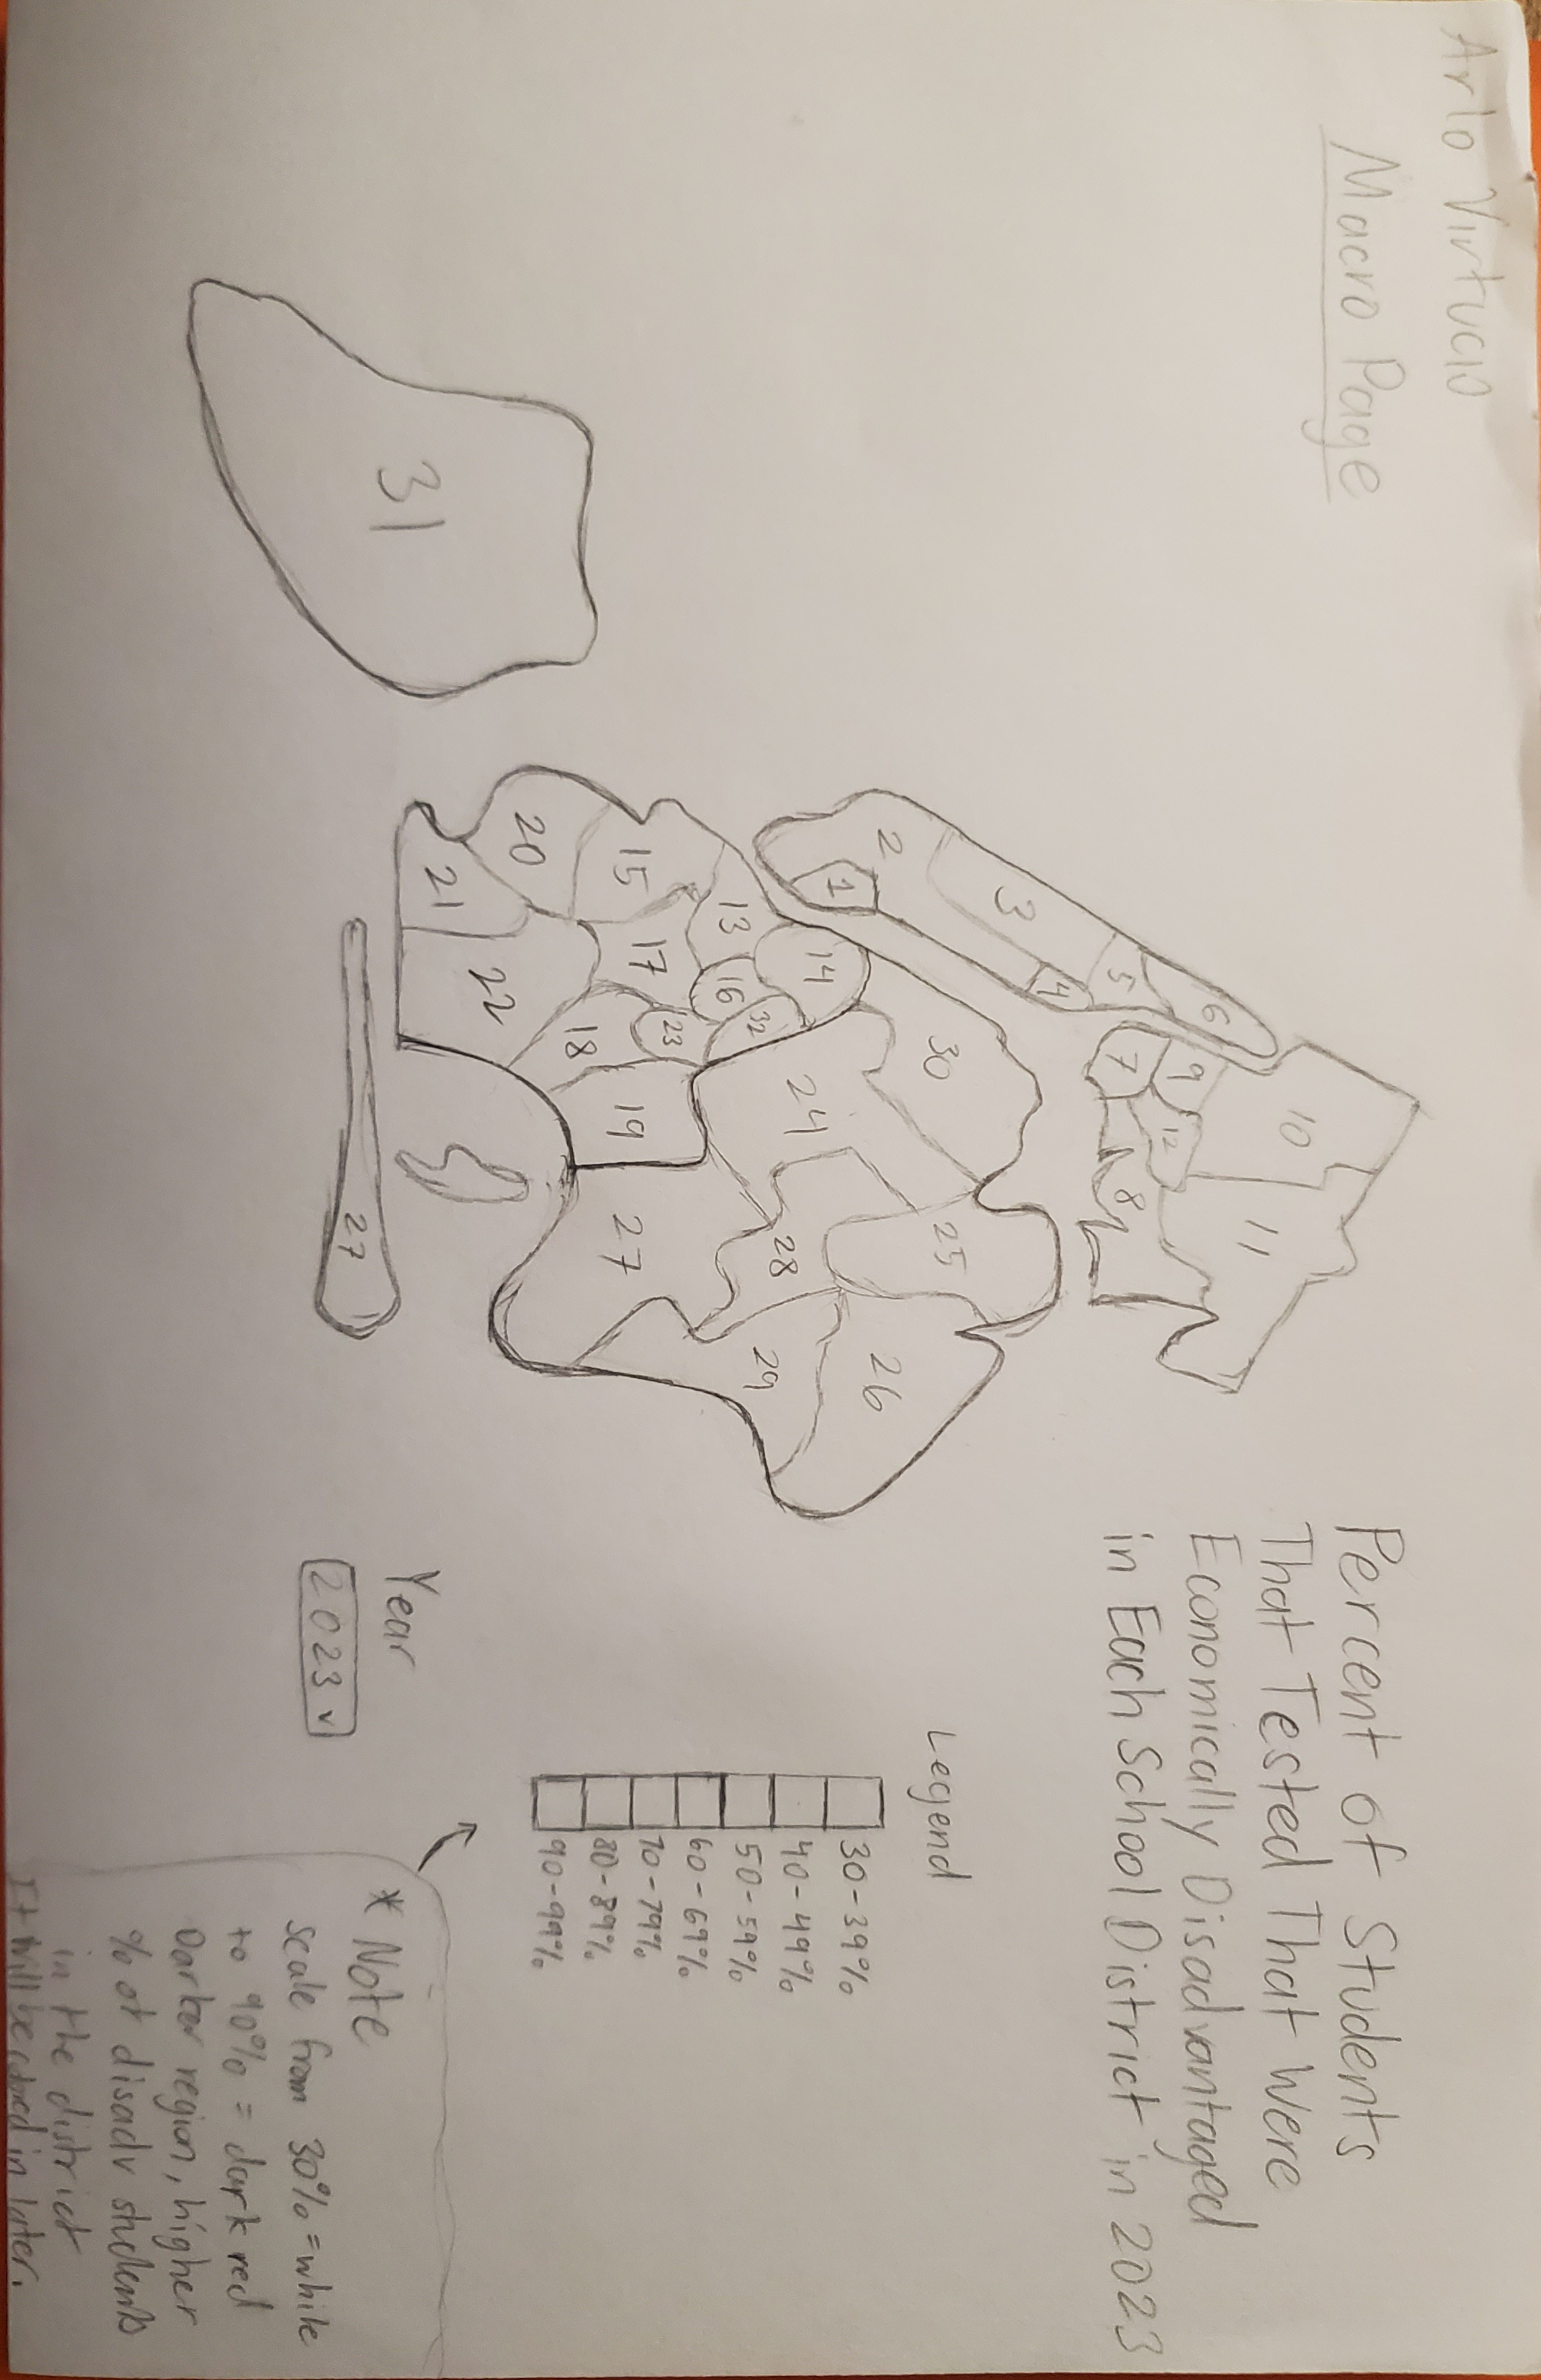 Arlo Virtucio
Macro Page
Percent of Students
That Tested That Were
Economically Disadvantaged
in Each School District in 2023
10
11
6
9
12
5
7
8
4
3
30
25
2
26
1
14
24
28
29
32
13
16
23
15
17
19
27
18
20
22
21
31
27
Legend
30-39%
40-49%
50-59%
60-69%
70-79%
80-89%
90-99%
Year
2023 v
* Note
scale from 30% = white
to 90% = dark red
Darker region, higher
% of disadv students
in the district
It will be colored in later.